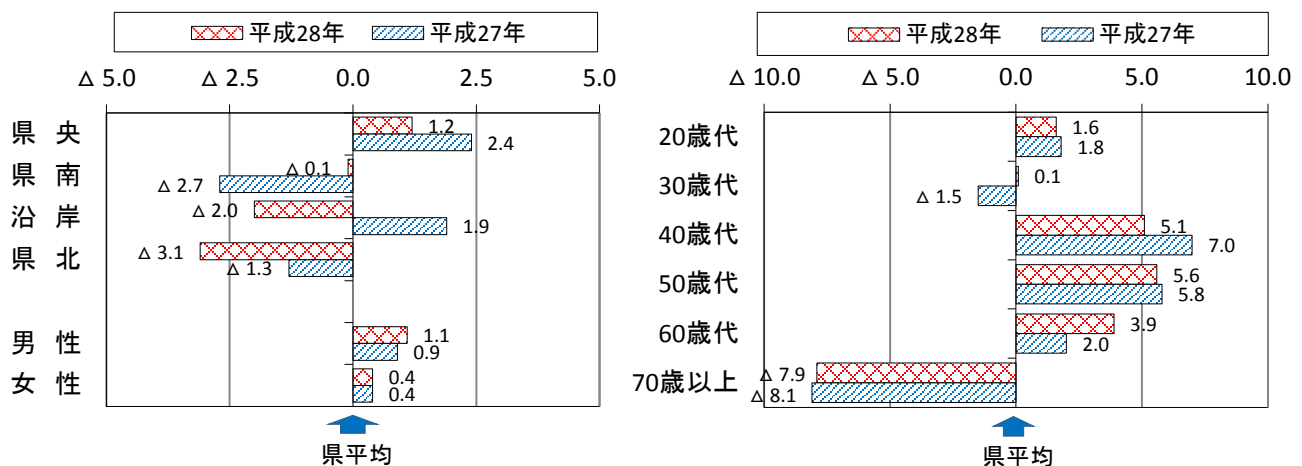 平成28年 平成27年
△ 5.0 △ 2.5 0.0 2.5 5.0
県 央 1.2
2.4
県 南 △ 0.1
△ 2.7
沿 岸 △ 2.0
1.9
県 北 △ 3.1
△ 1.3
男 性 1.1
0.9
女 性 0.4
0.4
県平均
平成28年 平成27年
△ 10.0 △ 5.0 0.0 5.0 10.0
20歳代 1.6
1.8
30歳代 0.1
△ 1.5
40歳代 5.1
7.0
50歳代 5.6
5.8
60歳代 3.9
2.0
70歳以上 △ 7.9
△ 8.1
県平均